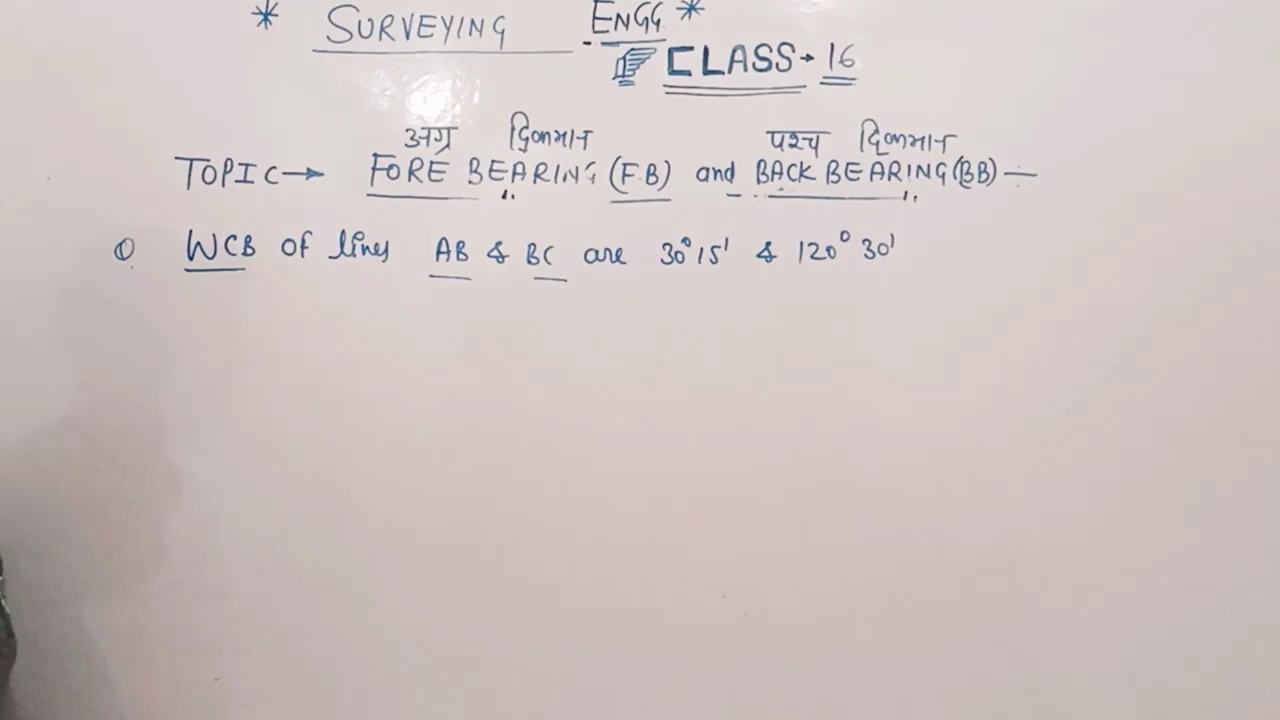 * SURVEYING ENGG *
CLASS → 16
अग्र दिक्मान पश्च दिक्मान
TOPIC → FORE BEARING (F.B) and BACK BEARING (BB) —
① WCB of lines AB & BC are 30° 15' & 120° 30'